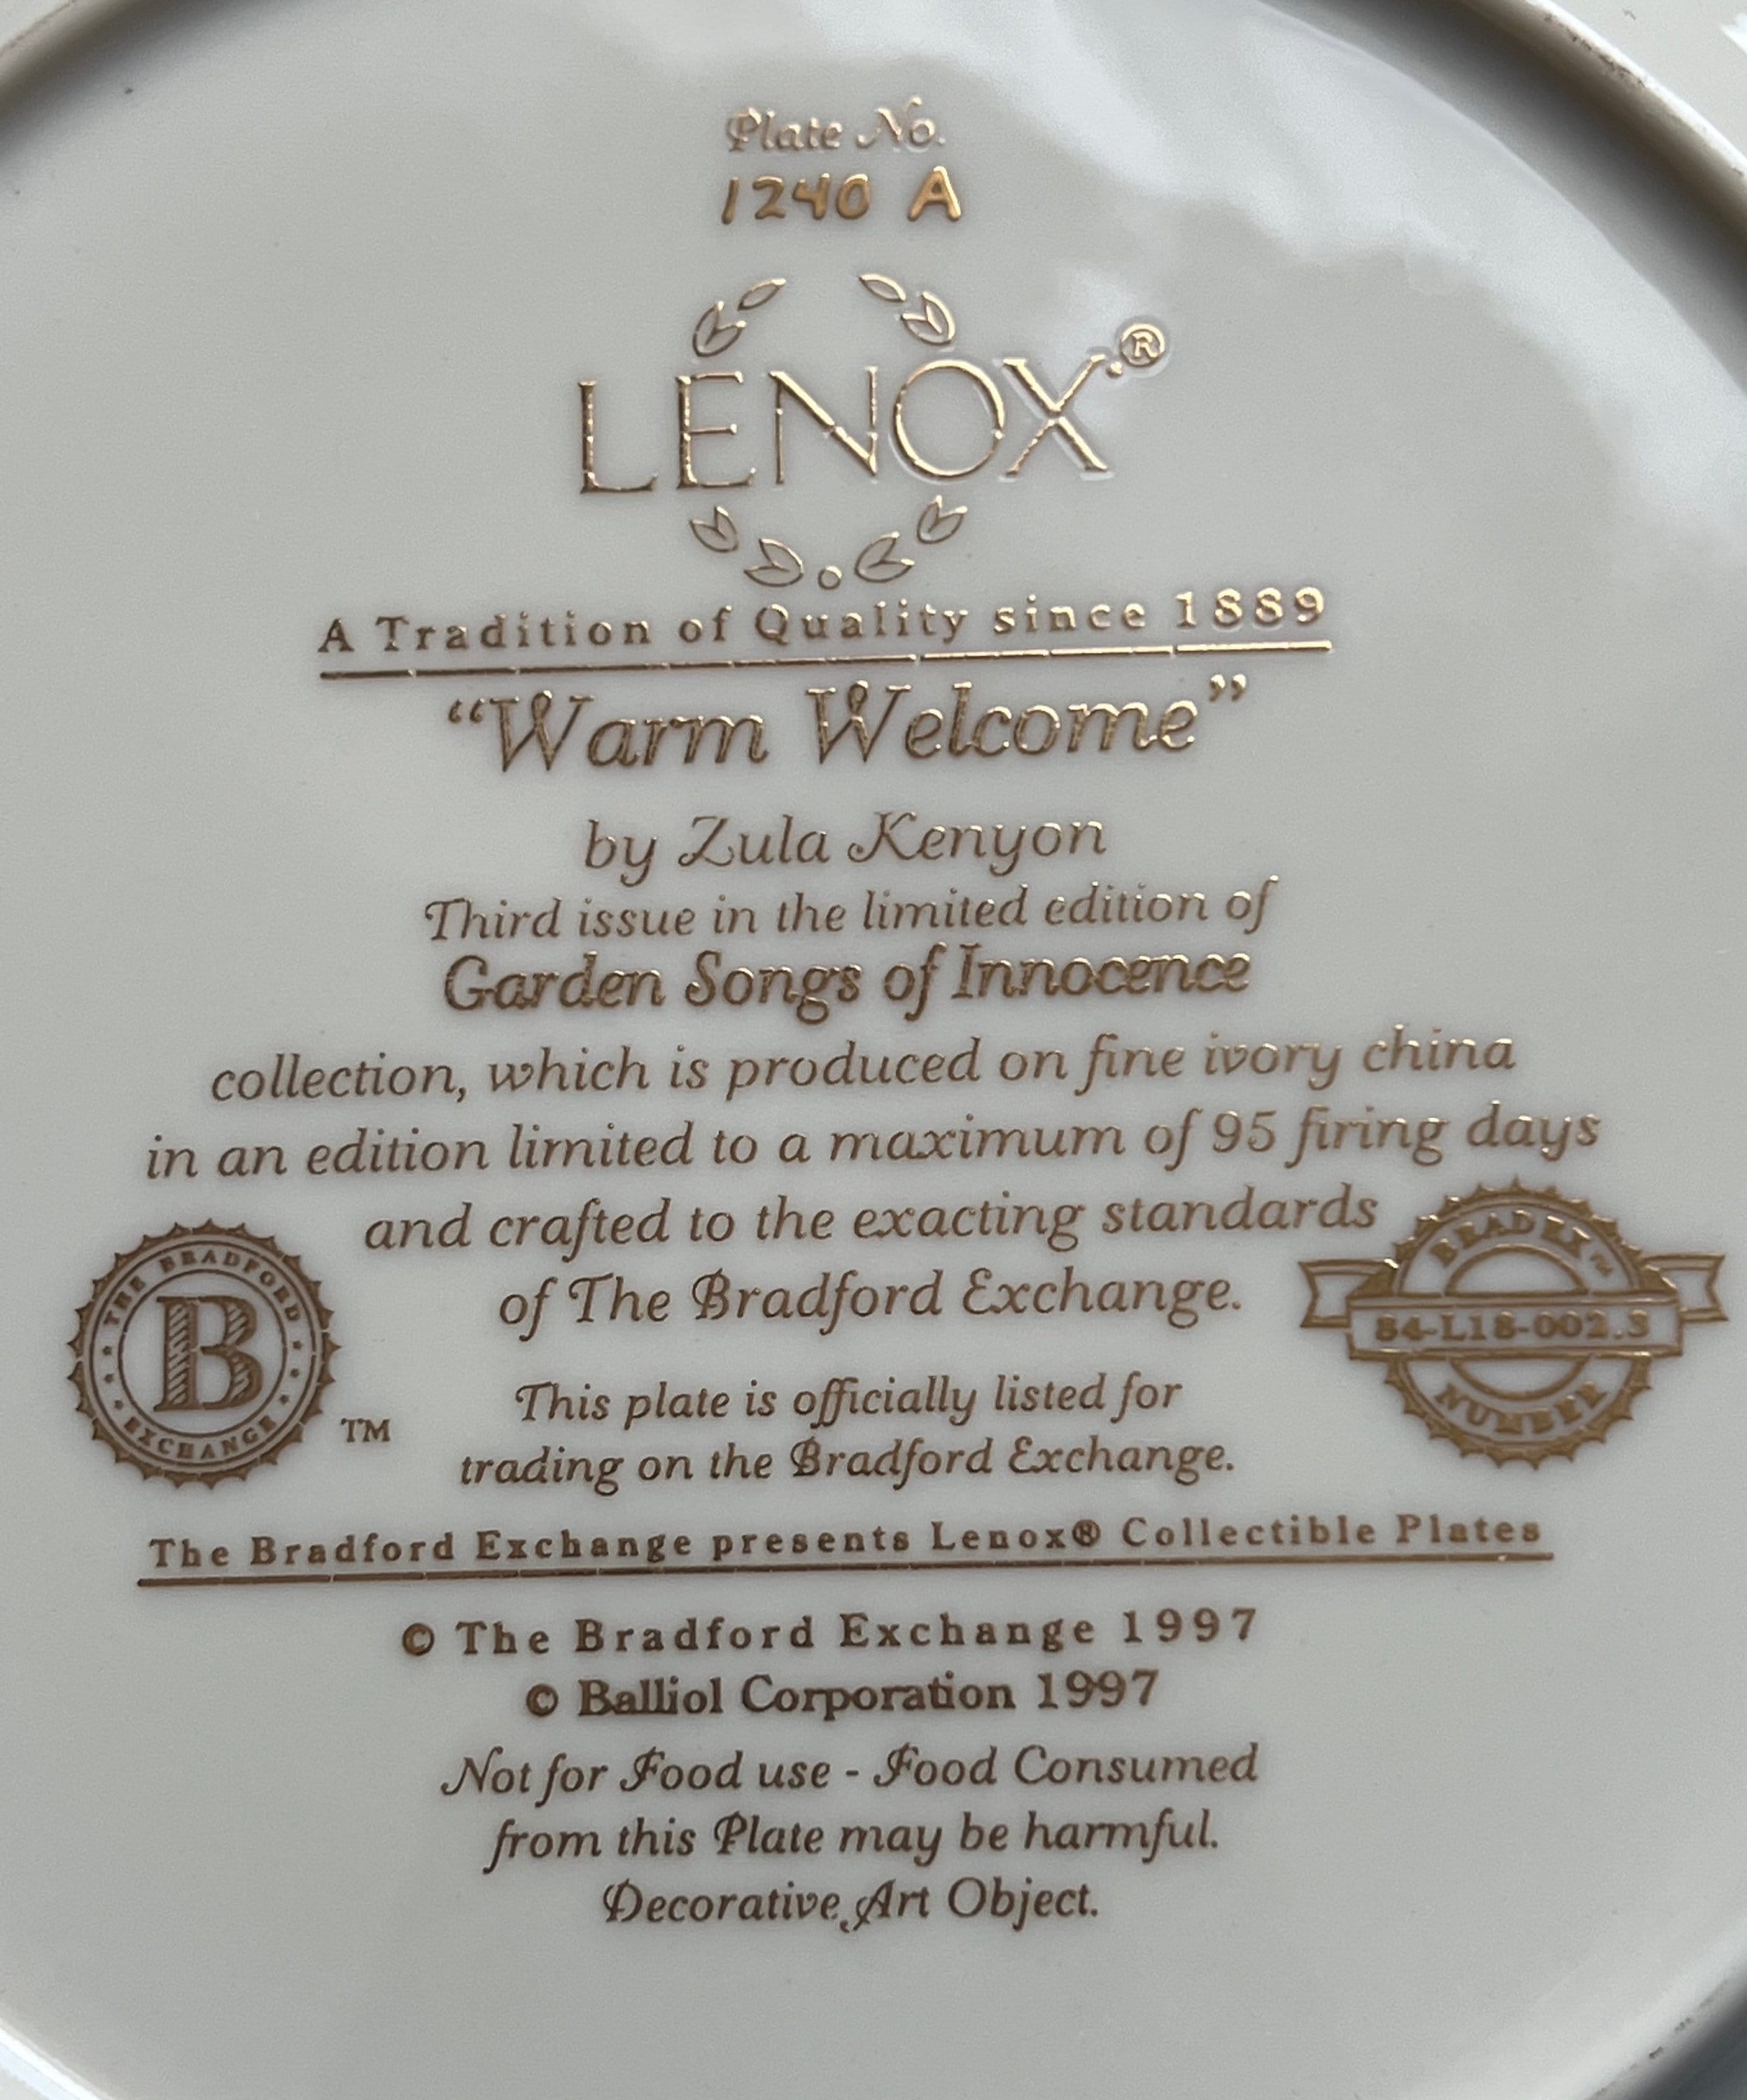 Plate No.
1240 A
LENOX®
A Tradition of Quality since 1889
“Warm Welcome”
by Zula Kenyon
Third issue in the limited edition of
Garden Songs of Innocence
collection, which is produced on fine ivory china
in an edition limited to a maximum of 95 firing days
and crafted to the exacting standards
of The Bradford Exchange.
THE BRADFORD
B
EXCHANGE
TM
BRADEX™
84-L18-002.3
NUMBER
This plate is officially listed for
trading on the Bradford Exchange.
The Bradford Exchange presents Lenox® Collectible Plates
© The Bradford Exchange 1997
© Balliol Corporation 1997
Not for Food use - Food Consumed
from this Plate may be harmful.
Decorative Art Object.